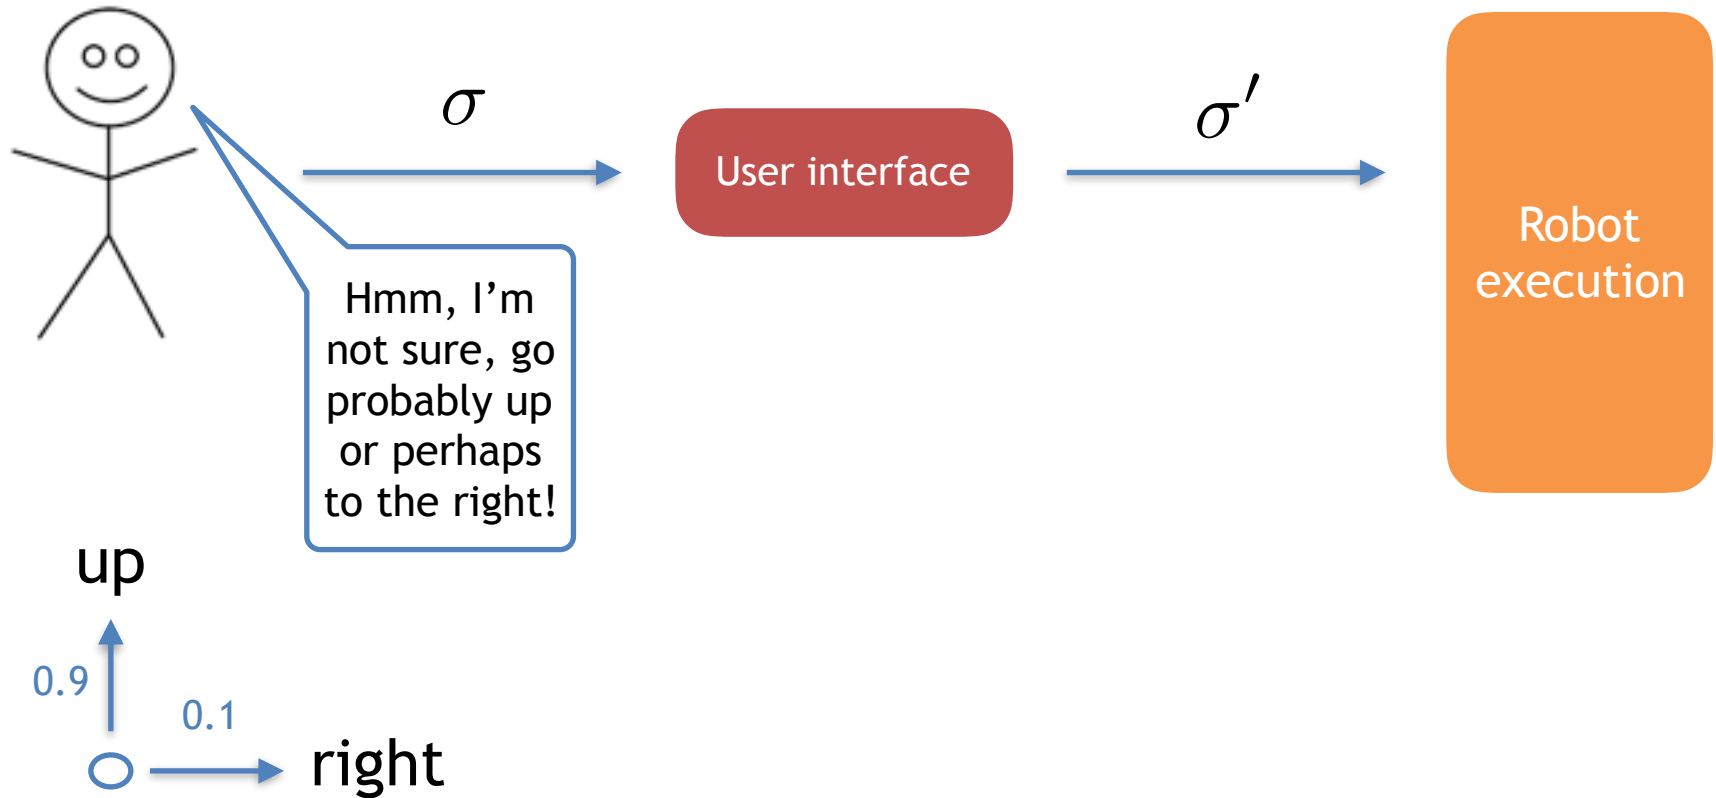 σ
User interface
σ′
Robot
execution
Hmm, I’m
not sure, go
probably up
or perhaps
to the right!
up
0.9
0.1
right